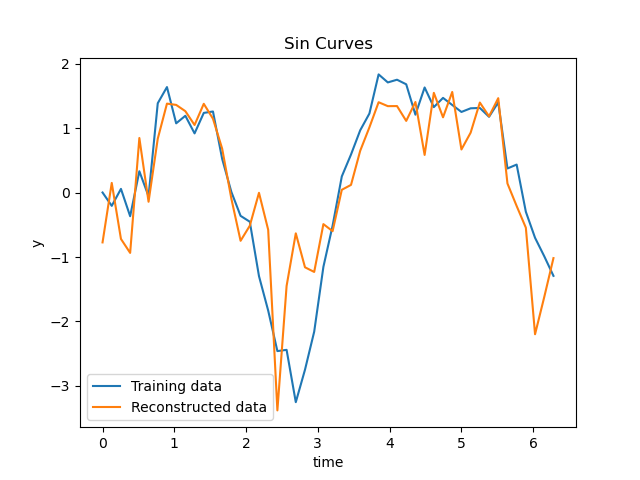 Sin Curves
2
1
0
−1
−2
−3
y
Training data
Reconstructed data
0 1 2 3 4 5 6
time